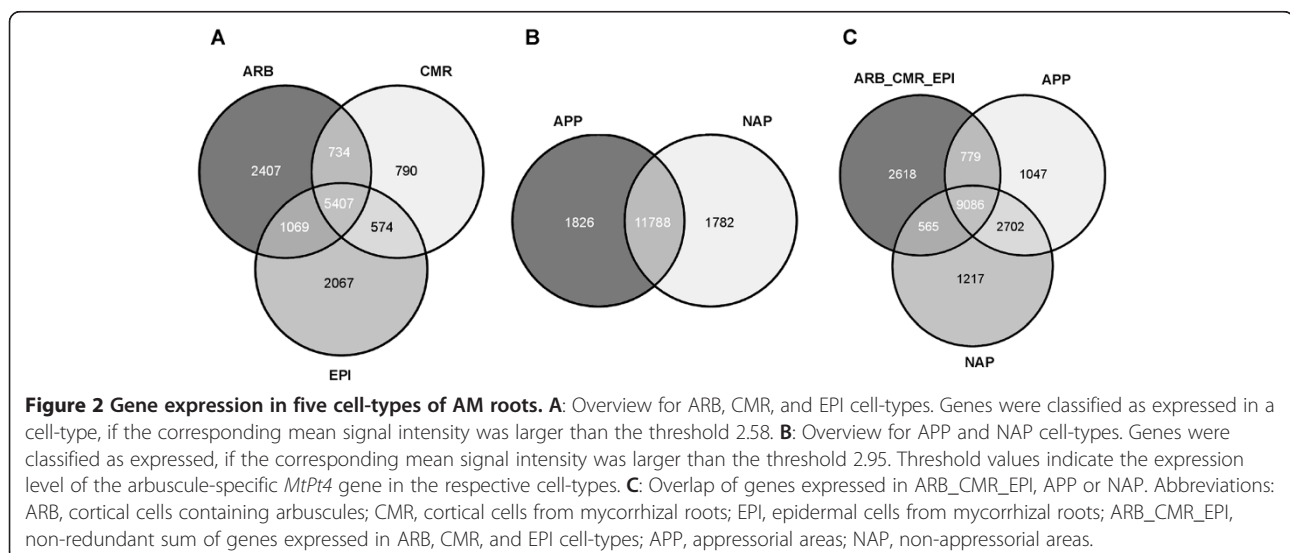 A
B
C
ARB
CMR
2407
734
790
5407
1069
574
2067
EPI
APP
NAP
1826
11788
1782
ARB_CMR_EPI
APP
2618
779
1047
9086
565
2702
1217
NAP
Figure 2 Gene expression in five cell-types of AM roots. A: Overview for ARB, CMR, and EPI cell-types. Genes were classified as expressed in a
cell-type, if the corresponding mean signal intensity was larger than the threshold 2.58. B: Overview for APP and NAP cell-types. Genes were
classified as expressed, if the corresponding mean signal intensity was larger than the threshold 2.95. Threshold values indicate the expression
level of the arbuscule-specific MtPt4 gene in the respective cell-types. C: Overlap of genes expressed in ARB_CMR_EPI, APP or NAP. Abbreviations:
ARB, cortical cells containing arbuscules; CMR, cortical cells from mycorrhizal roots; EPI, epidermal cells from mycorrhizal roots; ARB_CMR_EPI,
non-redundant sum of genes expressed in ARB, CMR, and EPI cell-types; APP, appressorial areas; NAP, non-appressorial areas.